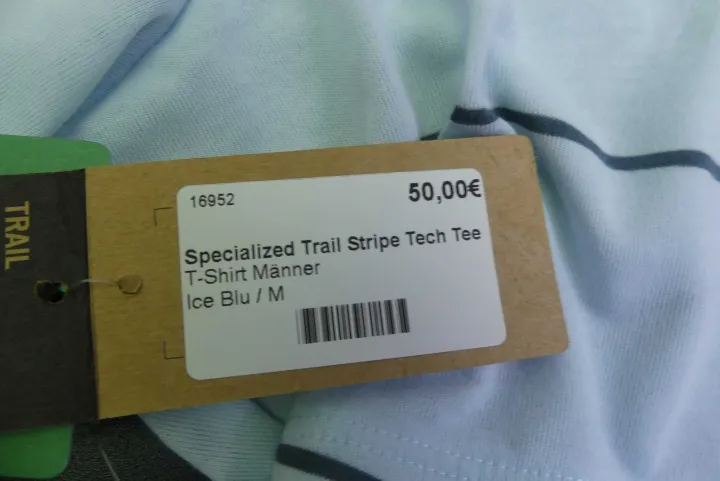 TRAIL
16952
50,00€
Specialized Trail Stripe Tech Tee
T-Shirt Männer
Ice Blu / M